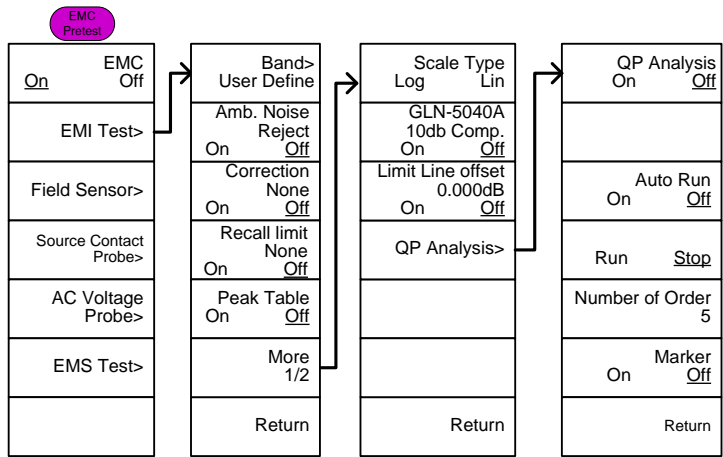 EMC
Pretest
EMC
On Off
EMI Test>
Field Sensor>
Source Contact
Probe>
AC Voltage
Probe>
EMS Test>
Band>
User Define
Amb. Noise
Reject
On Off
Correction
None
On Off
Recall limit
None
On Off
Peak Table
On Off
More
1/2
Return
Scale Type
Log Lin
GLN-5040A
10db Comp.
On Off
Limit Line offset
0.000dB
On Off
QP Analysis>
Return
QP Analysis
On Off
Auto Run
On Off
Run Stop
Number of Order
5
Marker
On Off
Return